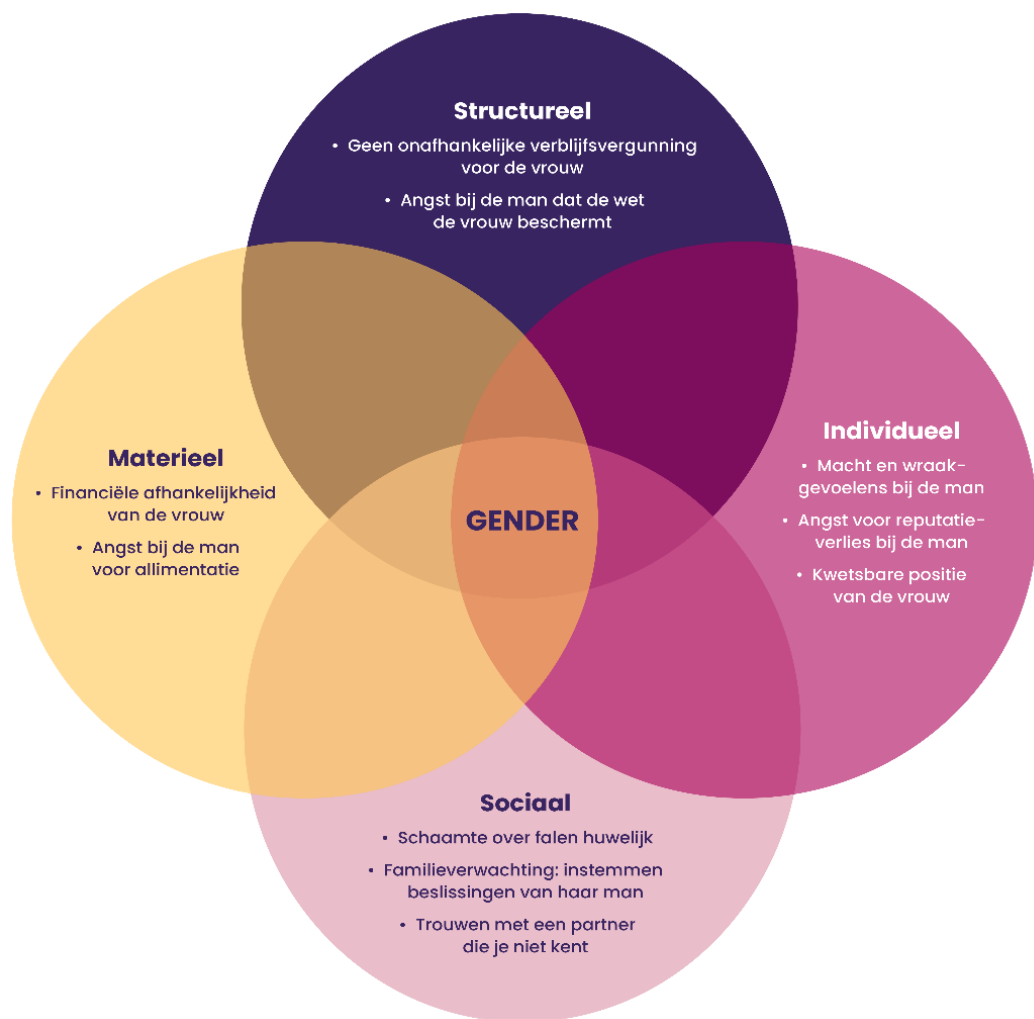 Structureel
• Geen onafhankelijke verblijfsvergunning
voor de vrouw
• Angst bij de man dat de wet
de vrouw beschermt
Materieel
• Financiële afhankelijkheid
van de vrouw
• Angst bij de man
voor allimentatie
GENDER
Individueel
• Macht en wraak-
gevoelens bij de man
• Angst voor reputatie-
verlies bij de man
• Kwetsbare positie
van de vrouw
Sociaal
• Schaamte over falen huwelijk
• Familieverwachting: instemmen
beslissingen van haar man
• Trouwen met een partner
die je niet kent